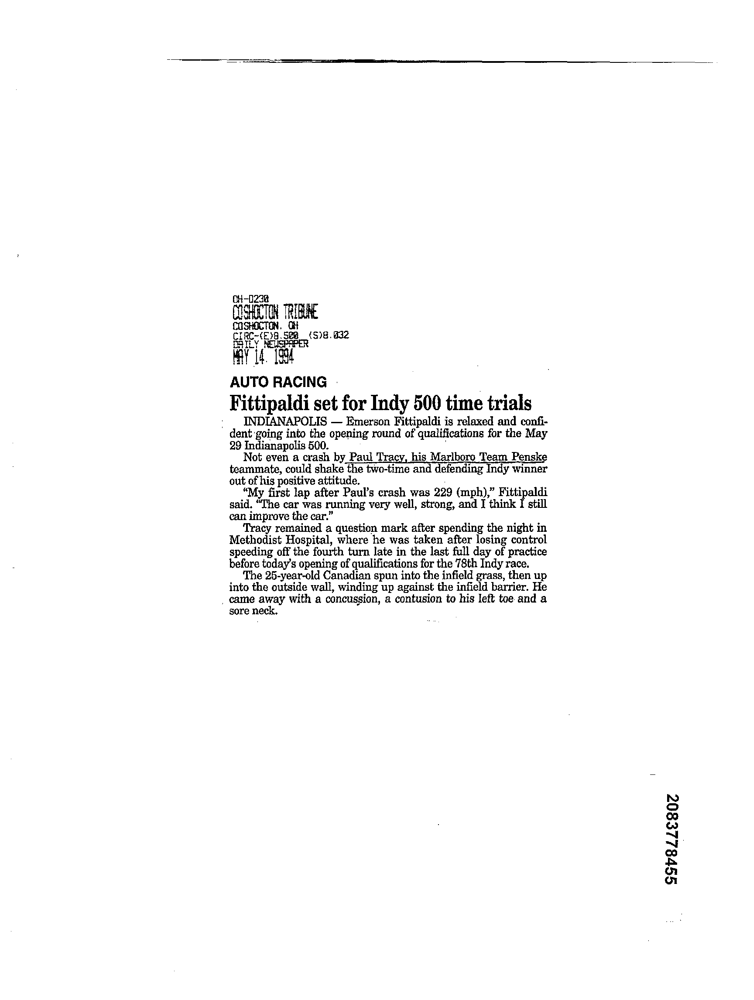 CH-D230
COSHOCTON TRIBUNE
COSHOCTON. OH
CIRC-(E)8.500 (S)8.032
DAILY NEWSPAPER
MAY 14. 1994
AUTO RACING
Fittipaldi set for Indy 500 time trials
INDIANAPOLIS — Emerson Fittipaldi is relaxed and confi-
dent going into the opening round of qualifications for the May
29 Indianapolis 500.
Not even a crash by Paul Tracy, his Marlboro Team Penske
teammate, could shake the two-time and defending Indy winner
out of his positive attitude.
"My first lap after Paul's crash was 229 (mph)," Fittipaldi
said. "The car was running very well, strong, and I think I still
can improve the car."
Tracy remained a question mark after spending the night in
Methodist Hospital, where he was taken after losing control
speeding off the fourth turn late in the last full day of practice
before today's opening of qualifications for the 78th Indy race.
The 25-year-old Canadian spun into the infield grass, then up
into the outside wall, winding up against the infield barrier. He
came away with a concussion, a contusion to his left toe and a
sore neck.
2083778455